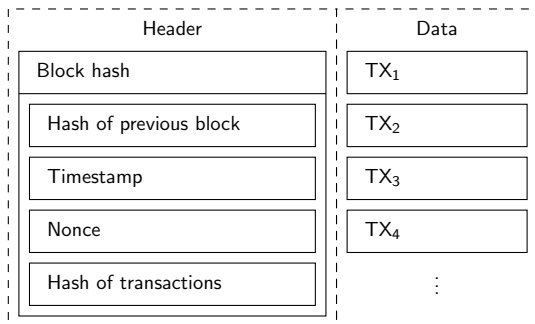 Header
Block hash
Hash of previous block
Timestamp
Nonce
Hash of transactions
Data
TX₁
TX₂
TX₃
TX₄
⋮